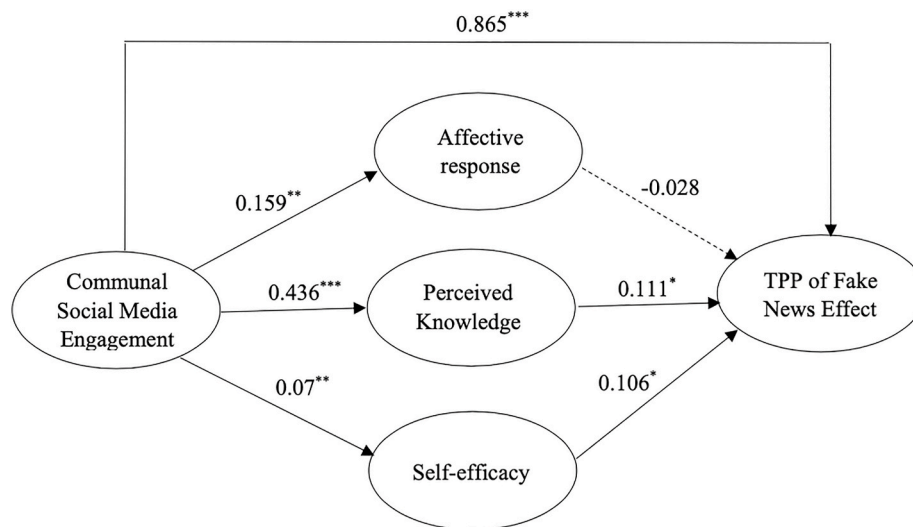 0.865***
Affective
response
-0.028
0.159**
Communal
Social Media
Engagement
0.436***
Perceived
Knowledge
0.111*
TPP of Fake
News Effect
0.07**
0.106*
Self-efficacy